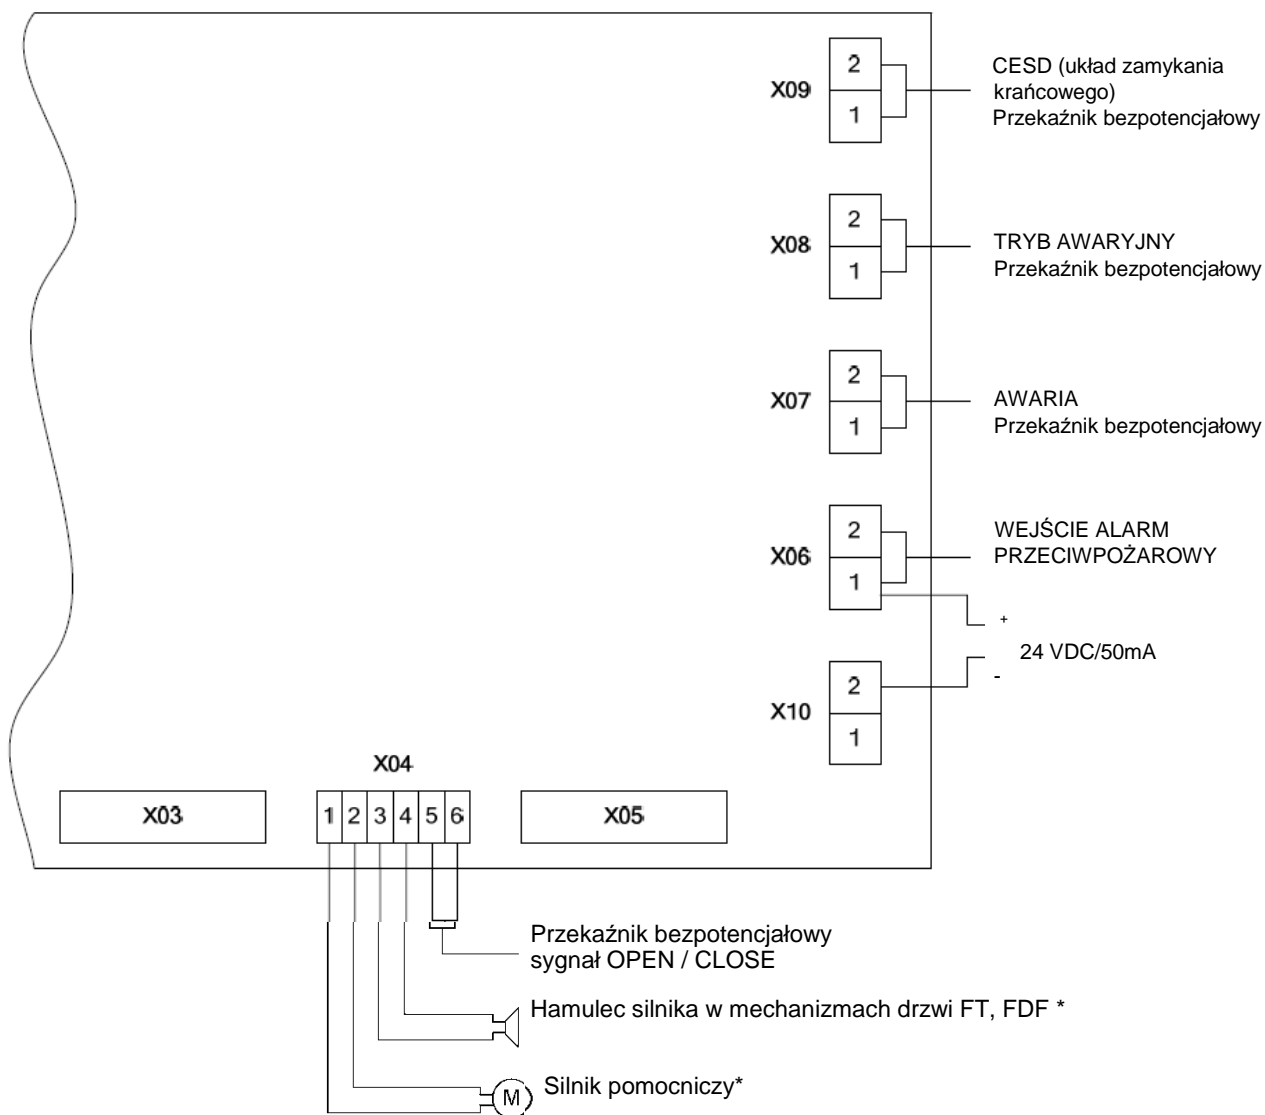 2
X09
1
CESD (układ zamykania
krańcowego)
Przekaźnik bezpotencjałowy
2
X08
1
TRYB AWARYJNY
Przekaźnik bezpotencjałowy
2
X07
1
AWARIA
Przekaźnik bezpotencjałowy
2
X06
1
WEJŚCIE ALARM
PRZECIWPOŻAROWY
+
24 VDC/50mA
-
2
X10
1
X04
X03
1 2 3 4 5 6
X05
Przekaźnik bezpotencjałowy
sygnał OPEN / CLOSE
Hamulec silnika w mechanizmach drzwi FT, FDF *
M
Silnik pomocniczy*